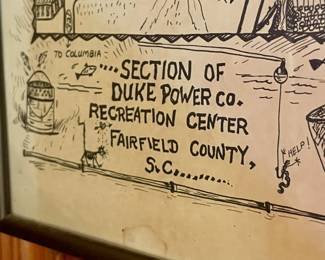 TO COLUMBIA
....SECTION OF
DUKE POWER CO.
RECREATION CENTER
FAIRFIELD COUNTY,
S.C..........
HELP!